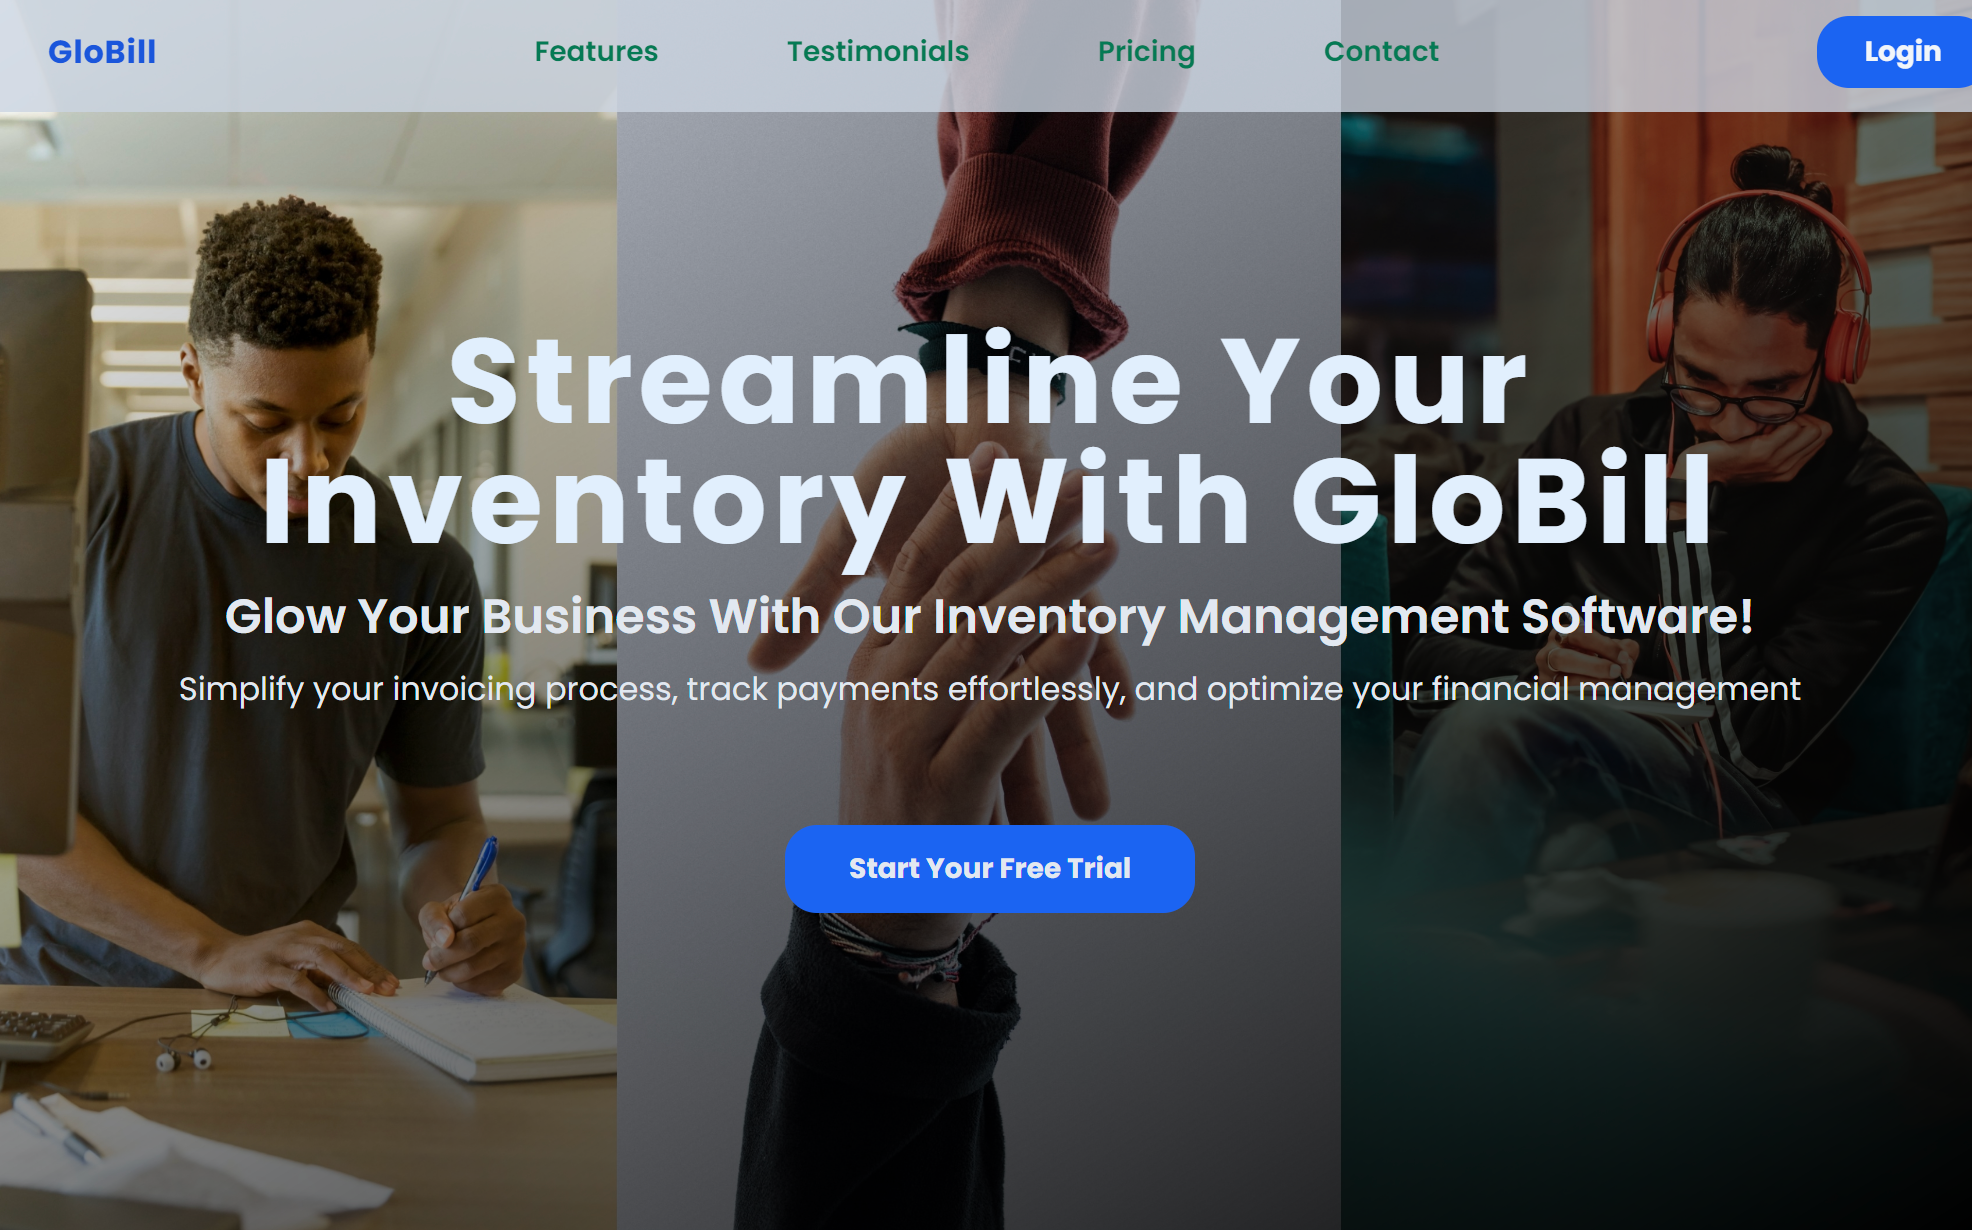 GloBill
Features
Testimonials
Pricing
Contact
Login
Streamline Your
Inventory With GloBill
Glow Your Business With Our Inventory Management Software!
Simplify your invoicing process, track payments effortlessly, and optimize your financial management
Start Your Free Trial